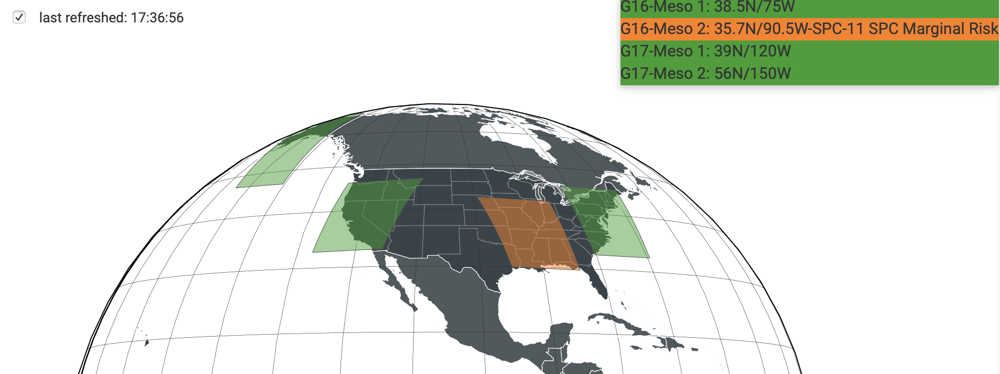 last refreshed: 17:36:56
G16-Meso 1: 38.5N/75W
G16-Meso 2: 35.7N/90.5W-SPC-11 SPC Marginal Risk
G17-Meso 1: 39N/120W
G17-Meso 2: 56N/150W